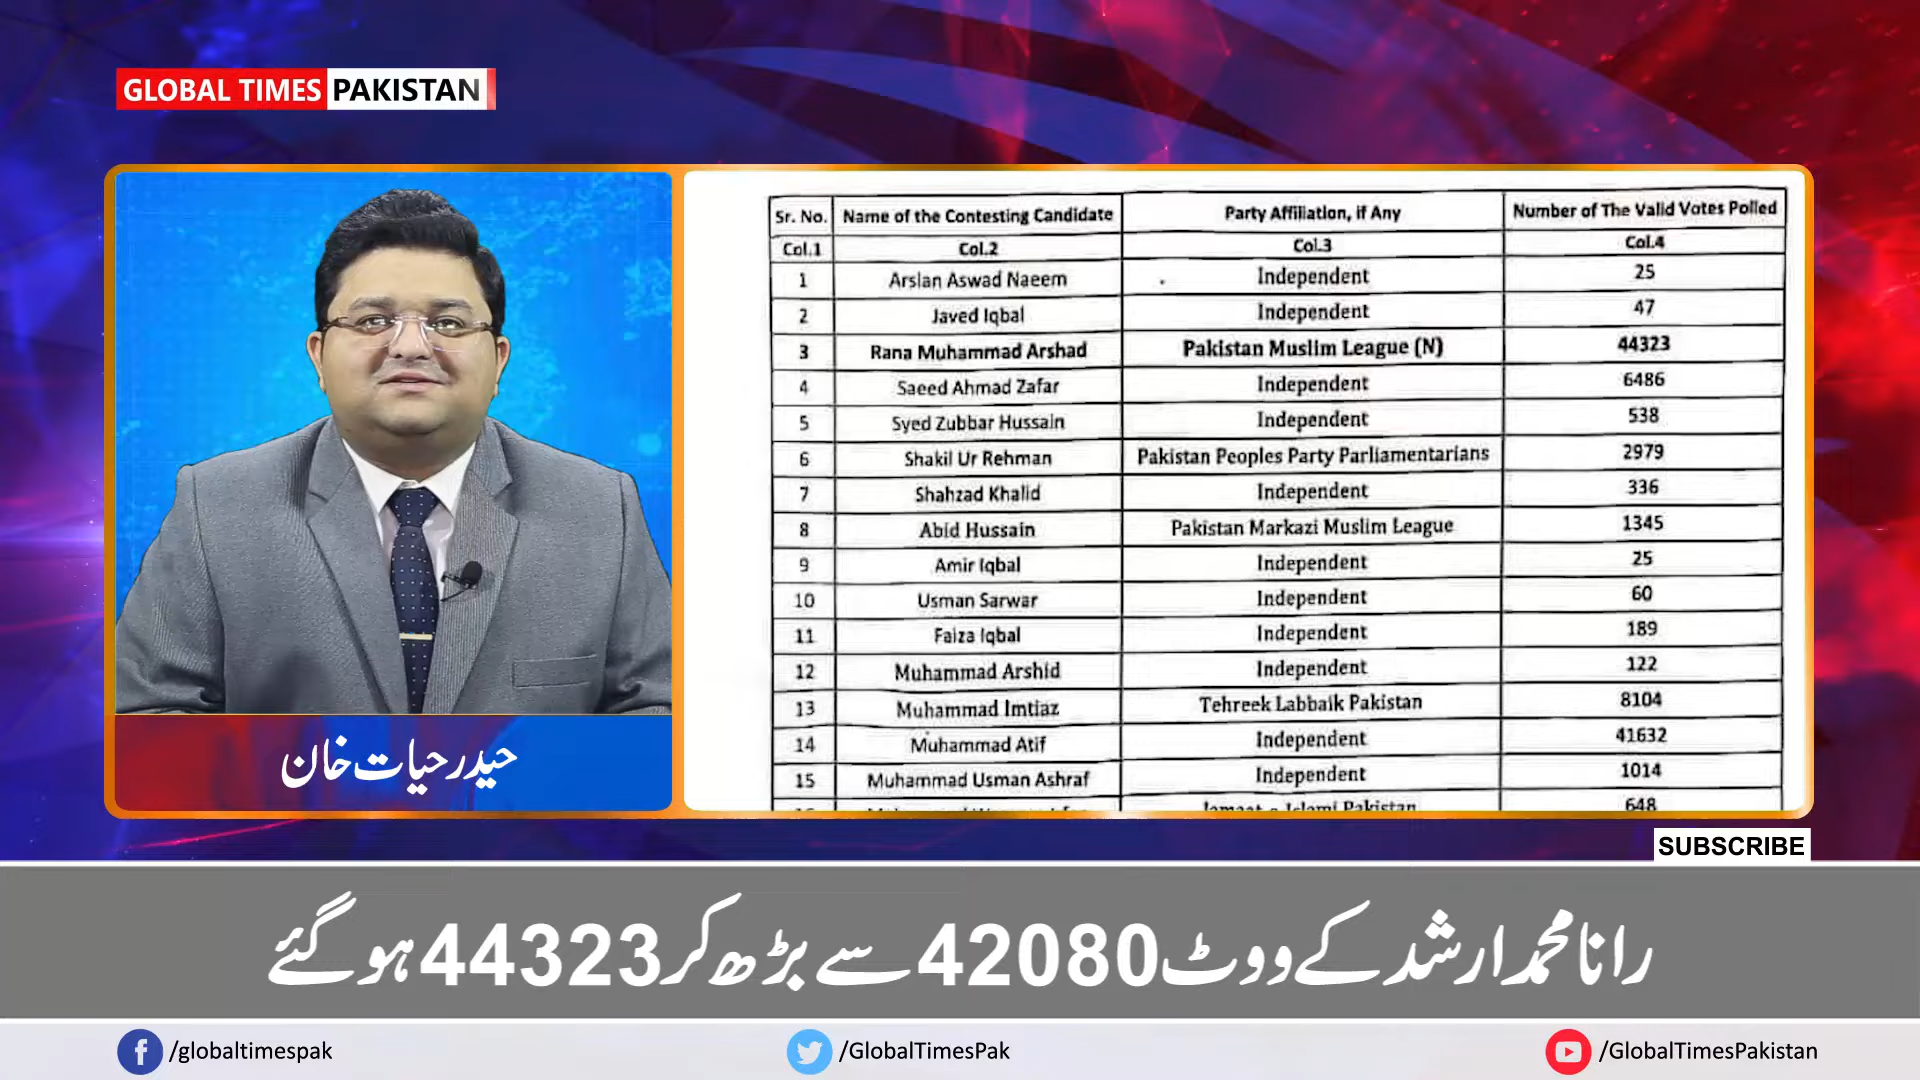 GLOBAL TIMES PAKISTAN
Sr. No. Name of the Contesting Candidate Party Affiliation, if Any Number of The Valid Votes Polled
Col.1 Col.2 Col.3 Col.4
1 Arslan Aswad Naeem Independent 25
2 Javed Iqbal Independent 47
3 Rana Muhammad Arshad Pakistan Muslim League (N) 44323
4 Saeed Ahmad Zafar Independent 6486
5 Syed Zubbar Hussain Independent 538
6 Shakil Ur Rehman Pakistan Peoples Party Parliamentarians 2979
7 Shahzad Khalid Independent 336
8 Abid Hussain Pakistan Markazi Muslim League 1345
9 Amir Iqbal Independent 25
10 Usman Sarwar Independent 60
11 Faiza Iqbal Independent 189
12 Muhammad Arshid Independent 122
13 Muhammad Imtiaz Tehreek Labbaik Pakistan 8104
14 Muhammad Atif Independent 41632
15 Muhammad Usman Ashraf Independent 1014
Jamaat-e-Islami Pakistan 648
حیدر حیات خان
SUBSCRIBE
رانا محمد ارشد کے ووٹ 42080 سے بڑھ کر 44323 ہو گئے
/globaltimespak
/GlobalTimesPak
/GlobalTimesPakistan